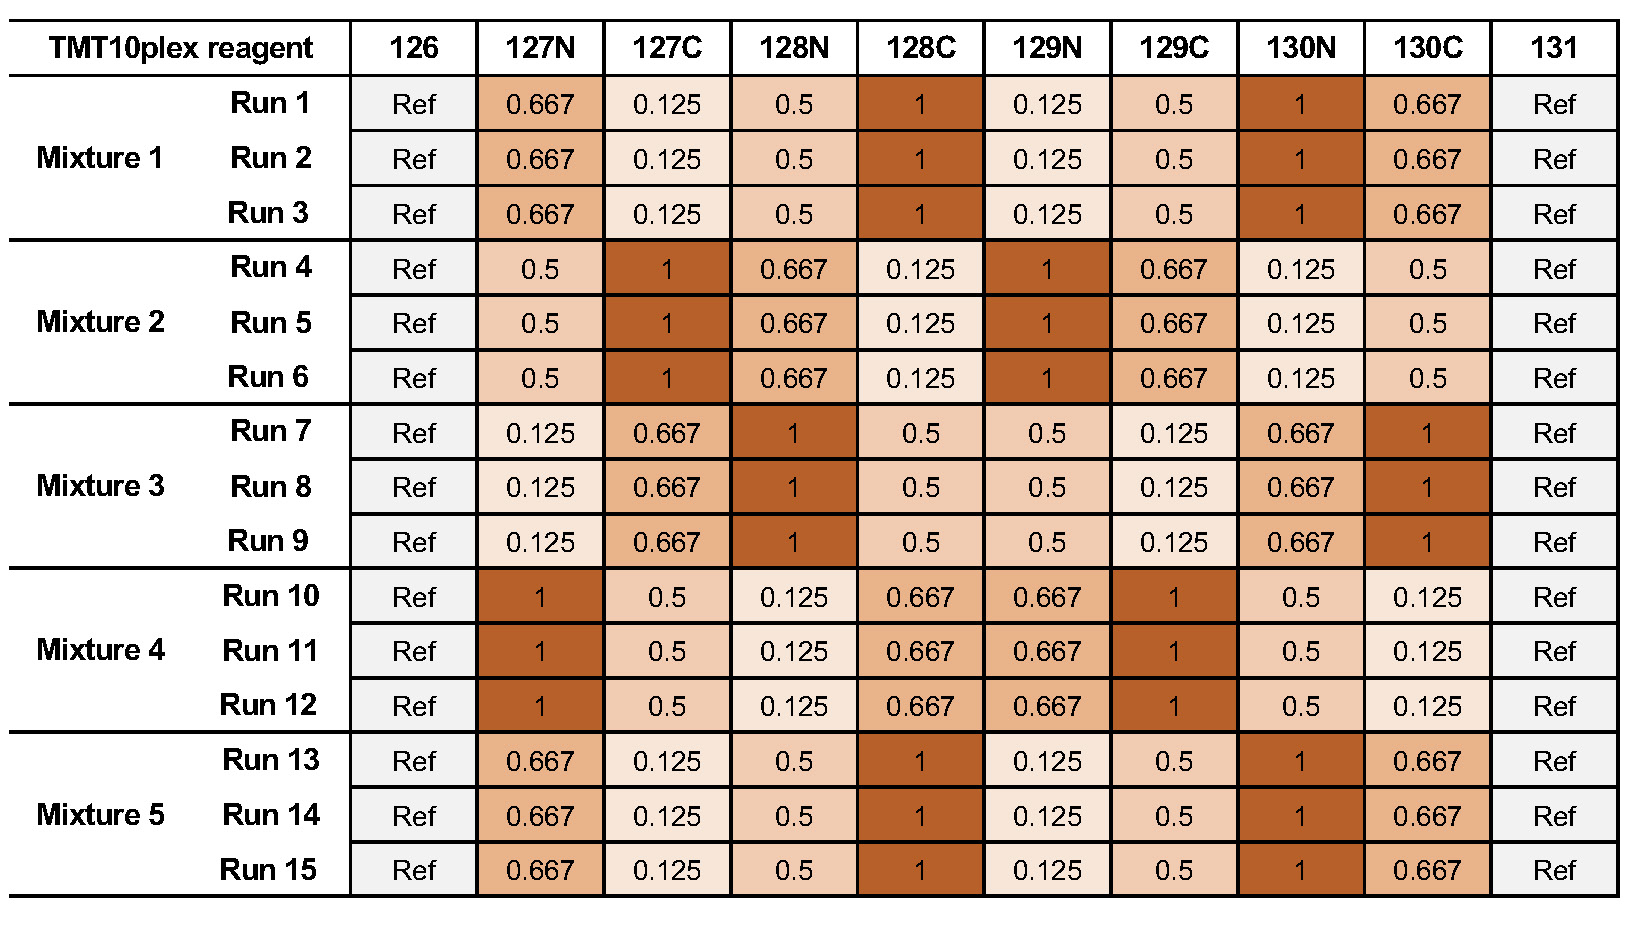 TMT10plex reagent 126 127N 127C 128N 128C 129N 129C 130N 130C 131
Run 1 Ref 0.667 0.125 0.5 1 0.125 0.5 1 0.667 Ref
Mixture 1 Run 2 Ref 0.667 0.125 0.5 1 0.125 0.5 1 0.667 Ref
Run 3 Ref 0.667 0.125 0.5 1 0.125 0.5 1 0.667 Ref
Run 4 Ref 0.5 1 0.667 0.125 1 0.667 0.125 0.5 Ref
Mixture 2 Run 5 Ref 0.5 1 0.667 0.125 1 0.667 0.125 0.5 Ref
Run 6 Ref 0.5 1 0.667 0.125 1 0.667 0.125 0.5 Ref
Run 7 Ref 0.125 0.667 1 0.5 0.5 0.125 0.667 1 Ref
Mixture 3 Run 8 Ref 0.125 0.667 1 0.5 0.5 0.125 0.667 1 Ref
Run 9 Ref 0.125 0.667 1 0.5 0.5 0.125 0.667 1 Ref
Run 10 Ref 1 0.5 0.125 0.667 0.667 1 0.5 0.125 Ref
Mixture 4 Run 11 Ref 1 0.5 0.125 0.667 0.667 1 0.5 0.125 Ref
Run 12 Ref 1 0.5 0.125 0.667 0.667 1 0.5 0.125 Ref
Run 13 Ref 0.667 0.125 0.5 1 0.125 0.5 1 0.667 Ref
Mixture 5 Run 14 Ref 0.667 0.125 0.5 1 0.125 0.5 1 0.667 Ref
Run 15 Ref 0.667 0.125 0.5 1 0.125 0.5 1 0.667 Ref